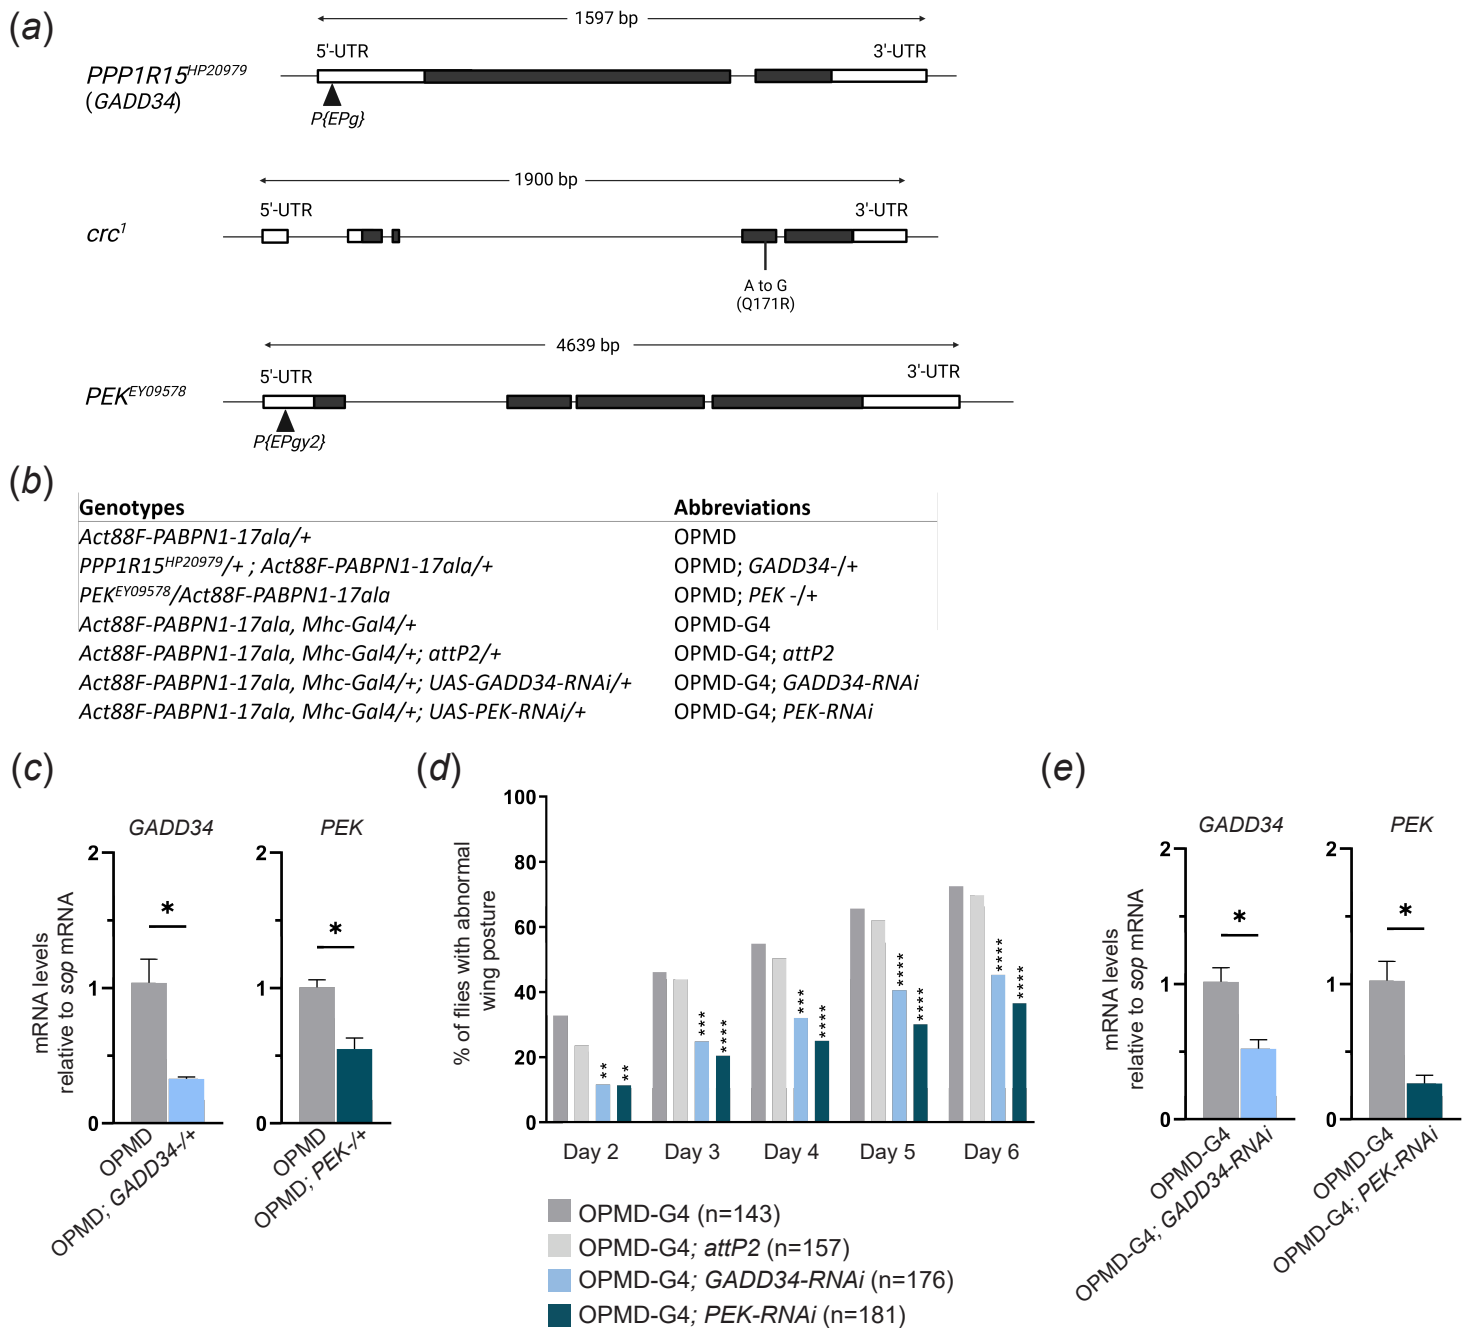 (a)
1597 bp
5'-UTR
3'-UTR
PPP1R15HP20979
(GADD34)
P{EPg}
1900 bp
5'-UTR
3'-UTR
crc1
A to G
(Q171R)
4639 bp
5'-UTR
3'-UTR
PEKEY09578
P{EPgy2}
(b)
Genotypes Abbreviations
Act88F-PABPN1-17ala/+ OPMD
PPP1R15HP20979/+ ; Act88F-PABPN1-17ala/+ OPMD; GADD34-/+
PEKEY09578/Act88F-PABPN1-17ala OPMD; PEK -/+
Act88F-PABPN1-17ala, Mhc-Gal4/+ OPMD-G4
Act88F-PABPN1-17ala, Mhc-Gal4/+; attP2/+ OPMD-G4; attP2
Act88F-PABPN1-17ala, Mhc-Gal4/+; UAS-GADD34-RNAi/+ OPMD-G4; GADD34-RNAi
Act88F-PABPN1-17ala, Mhc-Gal4/+; UAS-PEK-RNAi/+ OPMD-G4; PEK-RNAi
(c)
GADD34
PEK
mRNA levels
relative to sop mRNA
2
1
0
*
OPMD
OPMD; GADD34-/+
2
1
0
*
OPMD
OPMD; PEK-/+
(d)
% of flies with abnormal
wing posture
100
80
60
40
20
0
** **
*** ****
*** ****
**** ****
**** ****
Day 2 Day 3 Day 4 Day 5 Day 6
OPMD-G4 (n=143)
OPMD-G4; attP2 (n=157)
OPMD-G4; GADD34-RNAi (n=176)
OPMD-G4; PEK-RNAi (n=181)
(e)
GADD34
PEK
mRNA levels
relative to sop mRNA
2
1
0
*
OPMD-G4
OPMD-G4; GADD34-RNAi
2
1
0
*
OPMD-G4
OPMD-G4; PEK-RNAi